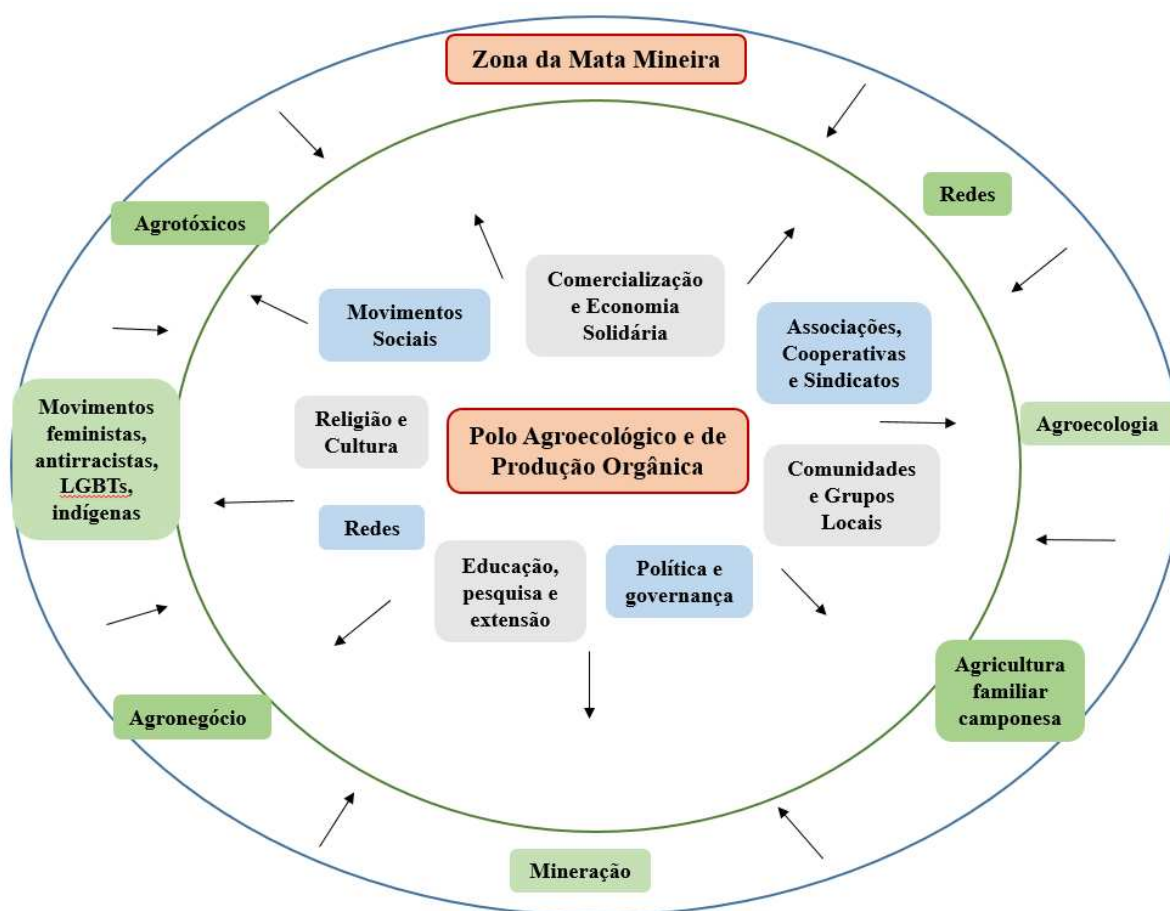 Zona da Mata Mineira
Redes
Agrotóxicos
Comercialização
e Economia
Solidária
Movimentos
Sociais
Associações,
Cooperativas
e Sindicatos
Movimentos
feministas,
antirracistas,
LGBTs,
indígenas
Religião e
Cultura
Polo Agroecológico e de
Produção Orgânica
Agroecologia
Comunidades
e Grupos
Locais
Redes
Educação,
pesquisa e
extensão
Política e
governança
Agricultura
familiar
camponesa
Agronegócio
Mineração